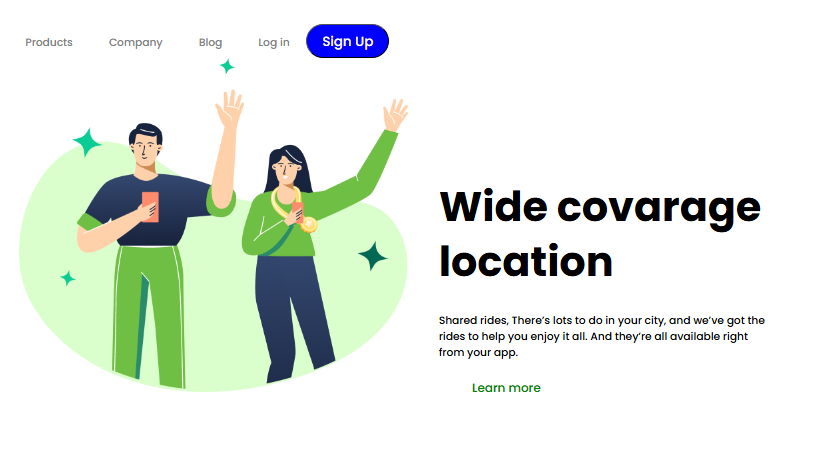 Products Company Blog Log in Sign Up
Wide covarage
location
Shared rides, There's lots to do in your city, and we've got the
rides to help you enjoy it all. And they're all available right
from your app.
Learn more